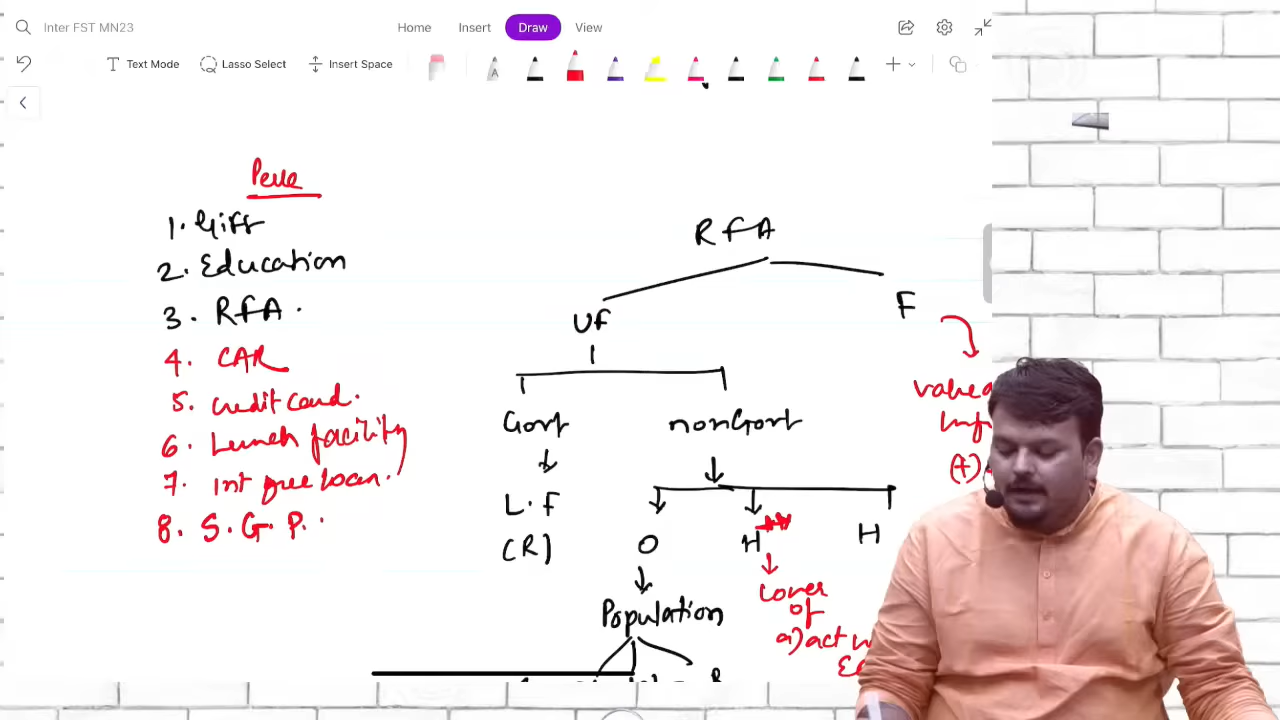 Inter FST MN23
Home
Insert
Draw
View
Text Mode
Lasso Select
Insert Space
1. Gift
2. Education
3. RFA.
4. CAR
5. Credit Card.
6. Lunch facility
7. Int free loan.
8. S.G.P.
RFA
UF
F
Govt
nonGovt
L.F
(R)
O
H
H
Population
Lower
of
a) act
(+)